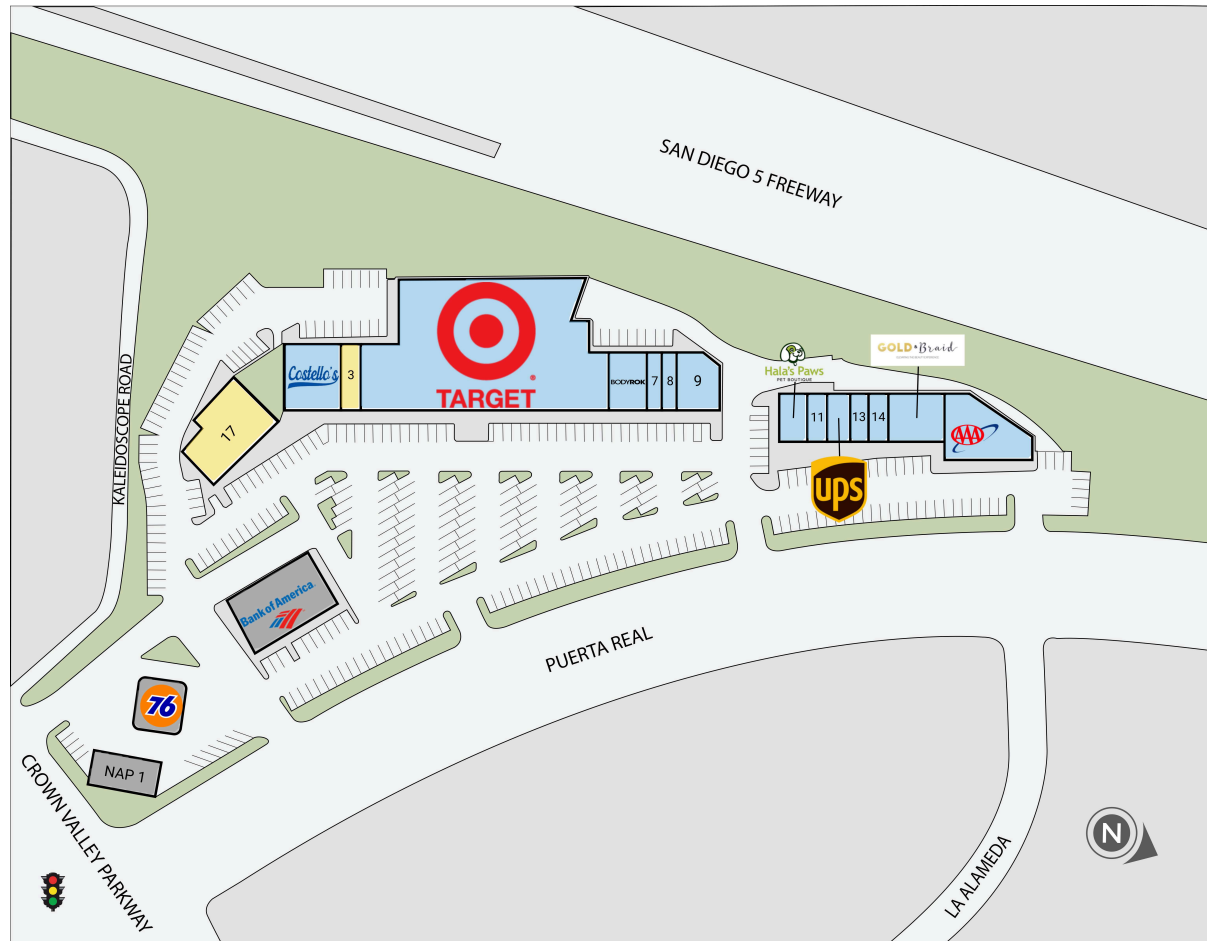 SAN DIEGO 5 FREEWAY
KALEIDOSCOPE ROAD
Costello's
3
TARGET
BODYROK
7
8
9
17
Hala's Paws
PET BOUTIQUE
GOLD Braid
11
13
14
AAA
ups
Bank of America
76
NAP 1
PUERTA REAL
CROWN VALLEY PARKWAY
LA ALAMEDA
N